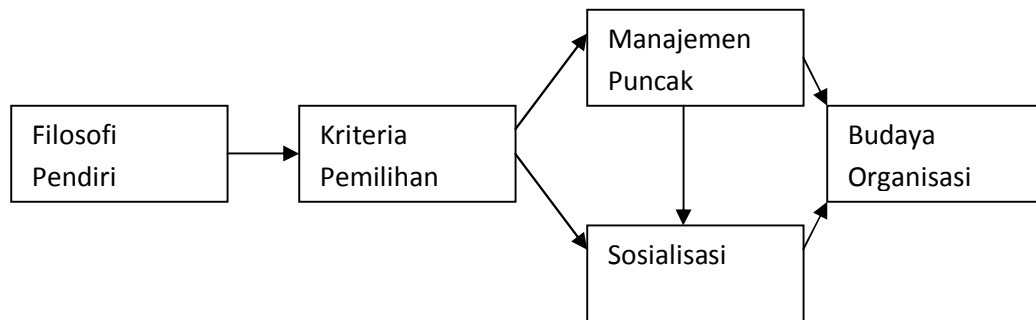 Filosofi
Pendiri
Kriteria
Pemilihan
Manajemen
Puncak
Sosialisasi
Budaya
Organisasi